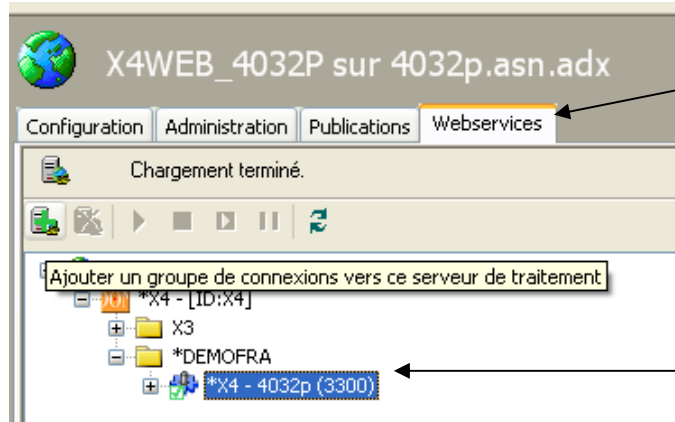 X4WEB_4032P sur 4032p.asn.adx
Configuration Administration Publications Webservices
Chargement terminé.
Ajouter un groupe de connexions vers ce serveur de traitement
*X4 - [ID:X4]
X3
*DEMOFRA
*X4 - 4032p (3300)